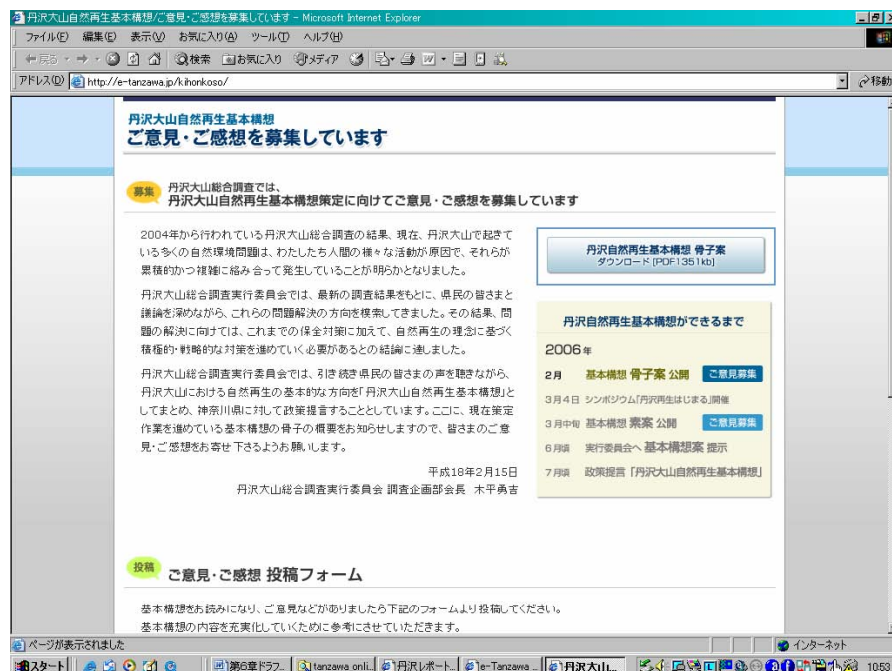 丹沢大山自然再生基本構想/ご意見・ご感想を募集しています - Microsoft Internet Explorer
ファイル(F) 編集(E) 表示(V) お気に入り(A) ツール(T) ヘルプ(H)
戻る 検索 お気に入り メディア
アドレス(D) http://e-tanzawa.jp/kihonkoso/ 移動
丹沢大山自然再生基本構想
ご意見・ご感想を募集しています
募集 丹沢大山総合調査では、
丹沢大山自然再生基本構想策定に向けてご意見・ご感想を募集しています
2004年から行われている丹沢大山総合調査の結果、現在、丹沢大山で起きて
いる多くの自然環境問題は、わたしたち人間の様々な活動が原因で、それらが
累積的かつ複雑に絡み合って発生していることが明らかとなりました。
丹沢大山総合調査実行委員会では、最新の調査結果をもとに、県民の皆さまと
議論を深めながら、これらの問題解決の方向を模索してきました。その結果、問
題の解決に向けては、これまでの保全対策に加えて、自然再生の理念に基づく
積極的・戦略的な対策を進めていく必要があるとの結論に達しました。
丹沢大山総合調査実行委員会では、引き続き県民の皆さまの声を聴きながら、
丹沢大山における自然再生の基本的な方向を「丹沢大山自然再生基本構想」と
してまとめ、神奈川県に対して政策提言することとしています。ここに、現在策定
作業を進めている基本構想の骨子の概要をお知らせしますので、皆さまのご意
見・ご感想をお寄せ下さるようお願いします。
平成18年2月15日
丹沢大山総合調査実行委員会 調査企画部会長 木平勇吉
丹沢自然再生基本構想 骨子案
ダウンロード [PDF1351kb]
丹沢自然再生基本構想ができるまで
2006年
2月 基本構想 骨子案 公開 ご意見募集
3月4日 シンポジウム「丹沢再生はじまる」開催
3月中旬 基本構想 素案 公開 ご意見募集
6月頃 実行委員会へ 基本構想案 提示
7月頃 政策提言「丹沢大山自然再生基本構想」
投稿 ご意見・ご感想 投稿フォーム
基本構想をお読みになり、ご意見などがありましたら下記のフォームより投稿してください。
基本構想の内容を充実化していくために参考にさせていただきます。
ページが表示されました インターネット
スタート 第6章ドラフ... tanzawa onli... 丹沢レポート... e-Tanzawa ... 丹沢大山... 10:53